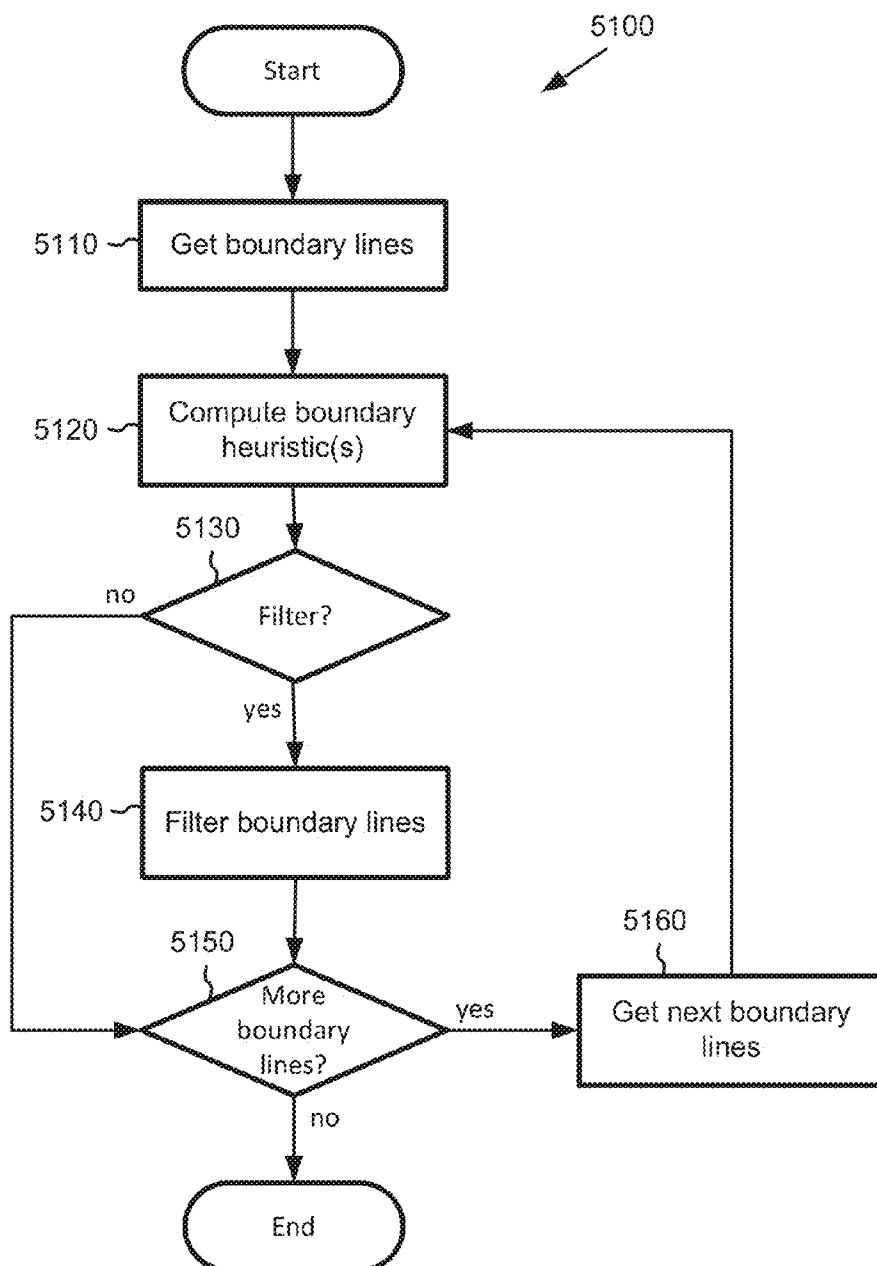 5100
Start
5110
Get boundary lines
5120
Compute boundary
heuristic(s)
5130
no
Filter?
yes
5140
Filter boundary lines
5150
More
boundary
lines?
yes
5160
Get next boundary
lines
no
End